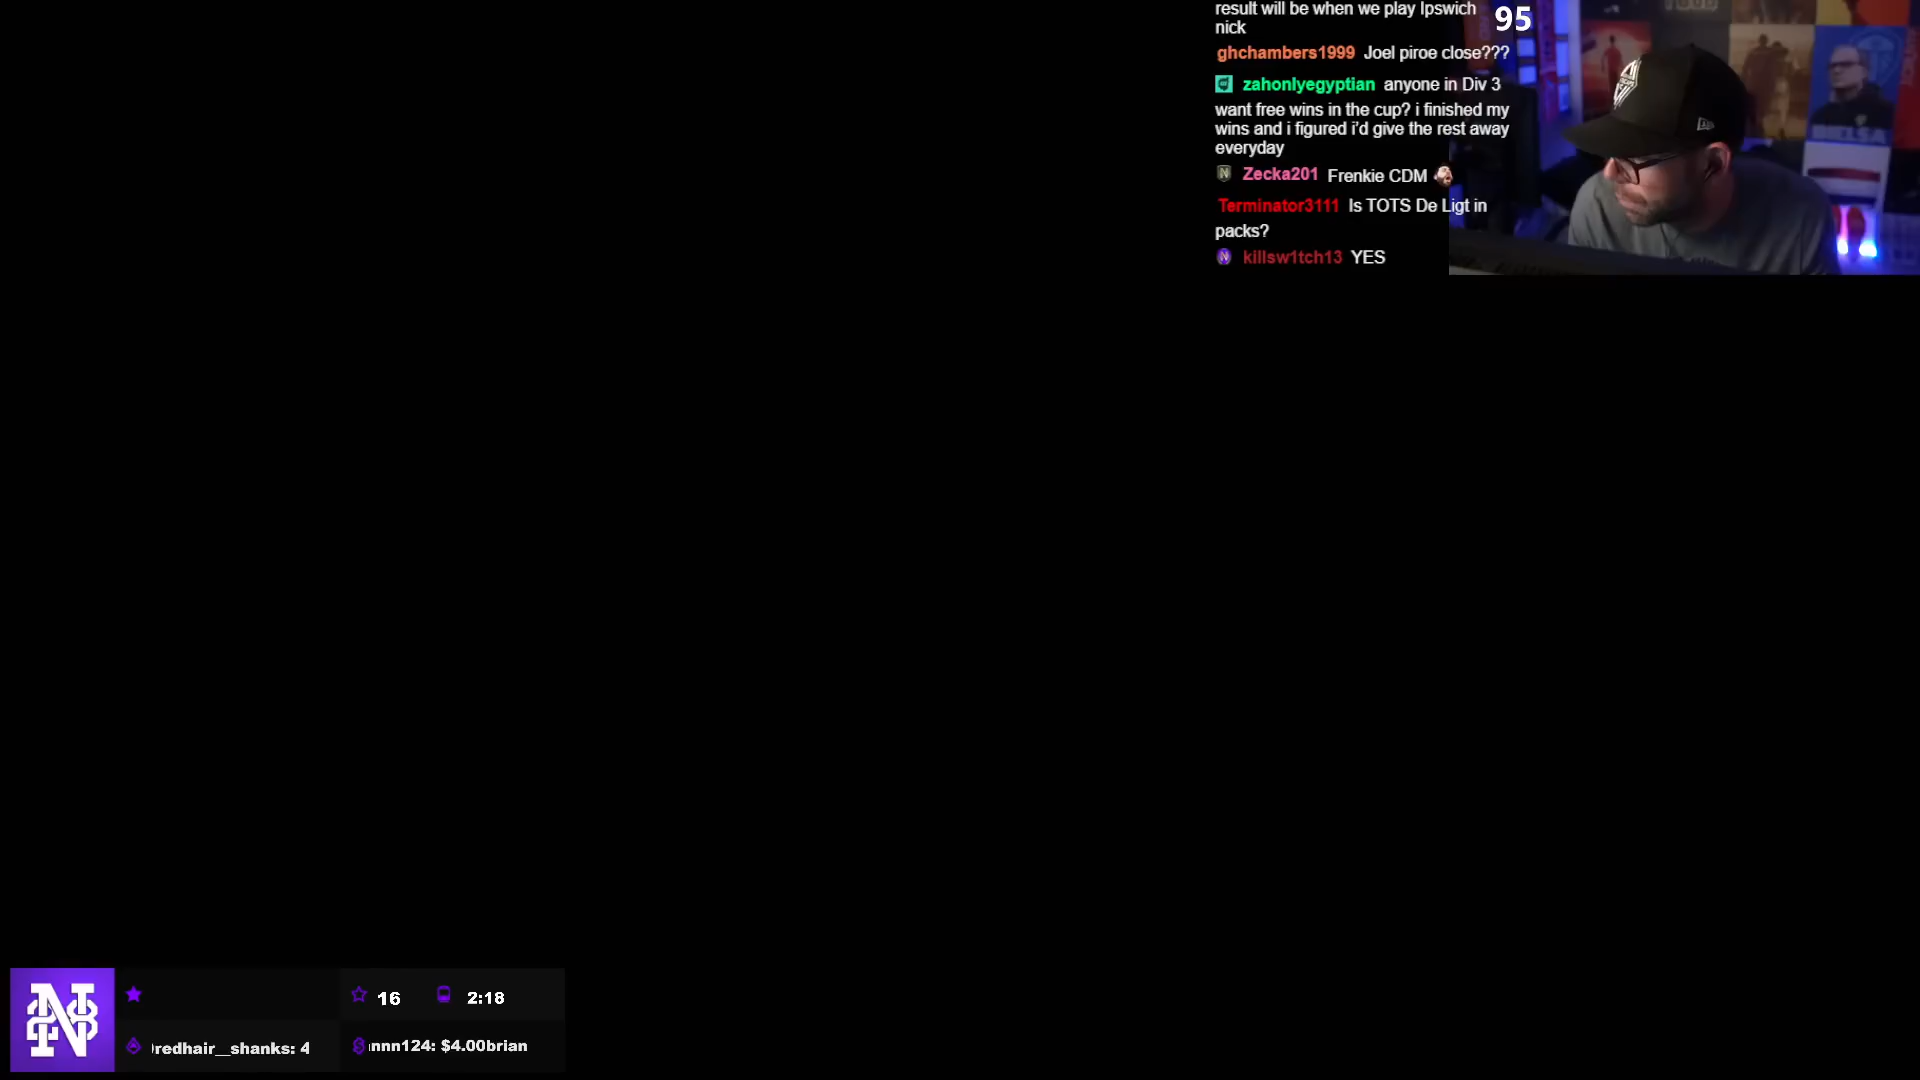 result will be when we play Ipswich
nick
95
ghchambers1999 Joel piroe close???
zahonlyegyptian anyone in Div 3
want free wins in the cup? i finished my
wins and i figured i'd give the rest away
everyday
Zecka201 Frenkie CDM
Terminator3111 Is TOTS De Ligt in
packs?
killsw1tch13 YES
BIELSA
16 2:18
redhair__shanks: 4
nnn124: $4.00brian